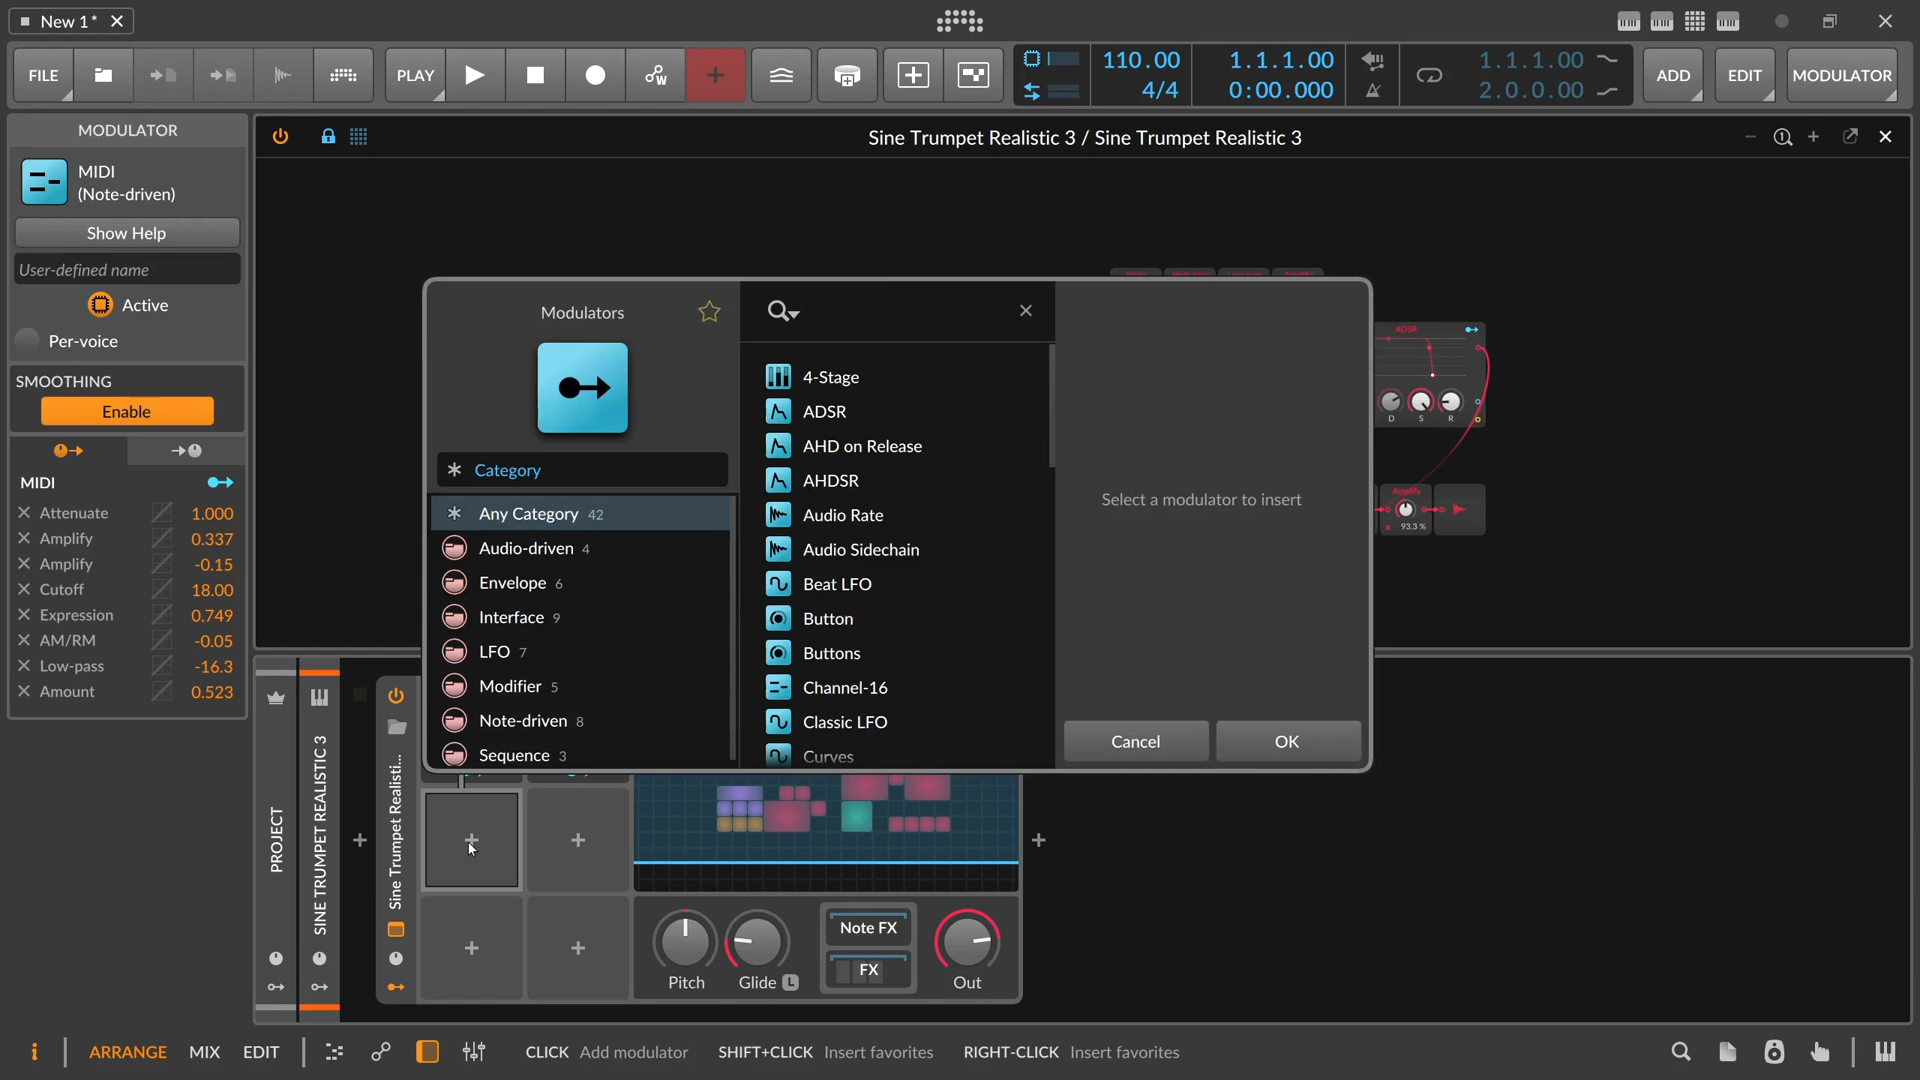 New 1*
FILE
PLAY
110.00
4/4
1.1.1.00
0:00.000
1.1.1.00
2.0.0.00
ADD
EDIT
MODULATOR
MODULATOR
MIDI
(Note-driven)
Show Help
User-defined name
Active
Per-voice
SMOOTHING
Enable
MIDI
Attenuate 1.000
Amplify 0.337
Amplify -0.15
Cutoff 18.00
Expression 0.749
AM/RM -0.05
Low-pass -16.3
Amount 0.523
Sine Trumpet Realistic 3 / Sine Trumpet Realistic 3
Modulators
Category
Any Category 42
Audio-driven 4
Envelope 6
Interface 9
LFO 7
Modifier 5
Note-driven 8
Sequence 3
4-Stage
ADSR
AHD on Release
AHDSR
Audio Rate
Audio Sidechain
Beat LFO
Button
Buttons
Channel-16
Classic LFO
Curves
Select a modulator to insert
Cancel
OK
ADSR
D S R
Amplify
93.3 %
PROJECT
SINE TRUMPET REALISTIC 3
Sine Trumpet Realisti...
Pitch
Glide L
Note FX
FX
Out
ARRANGE MIX EDIT
CLICK Add modulator SHIFT+CLICK Insert favorites RIGHT-CLICK Insert favorites